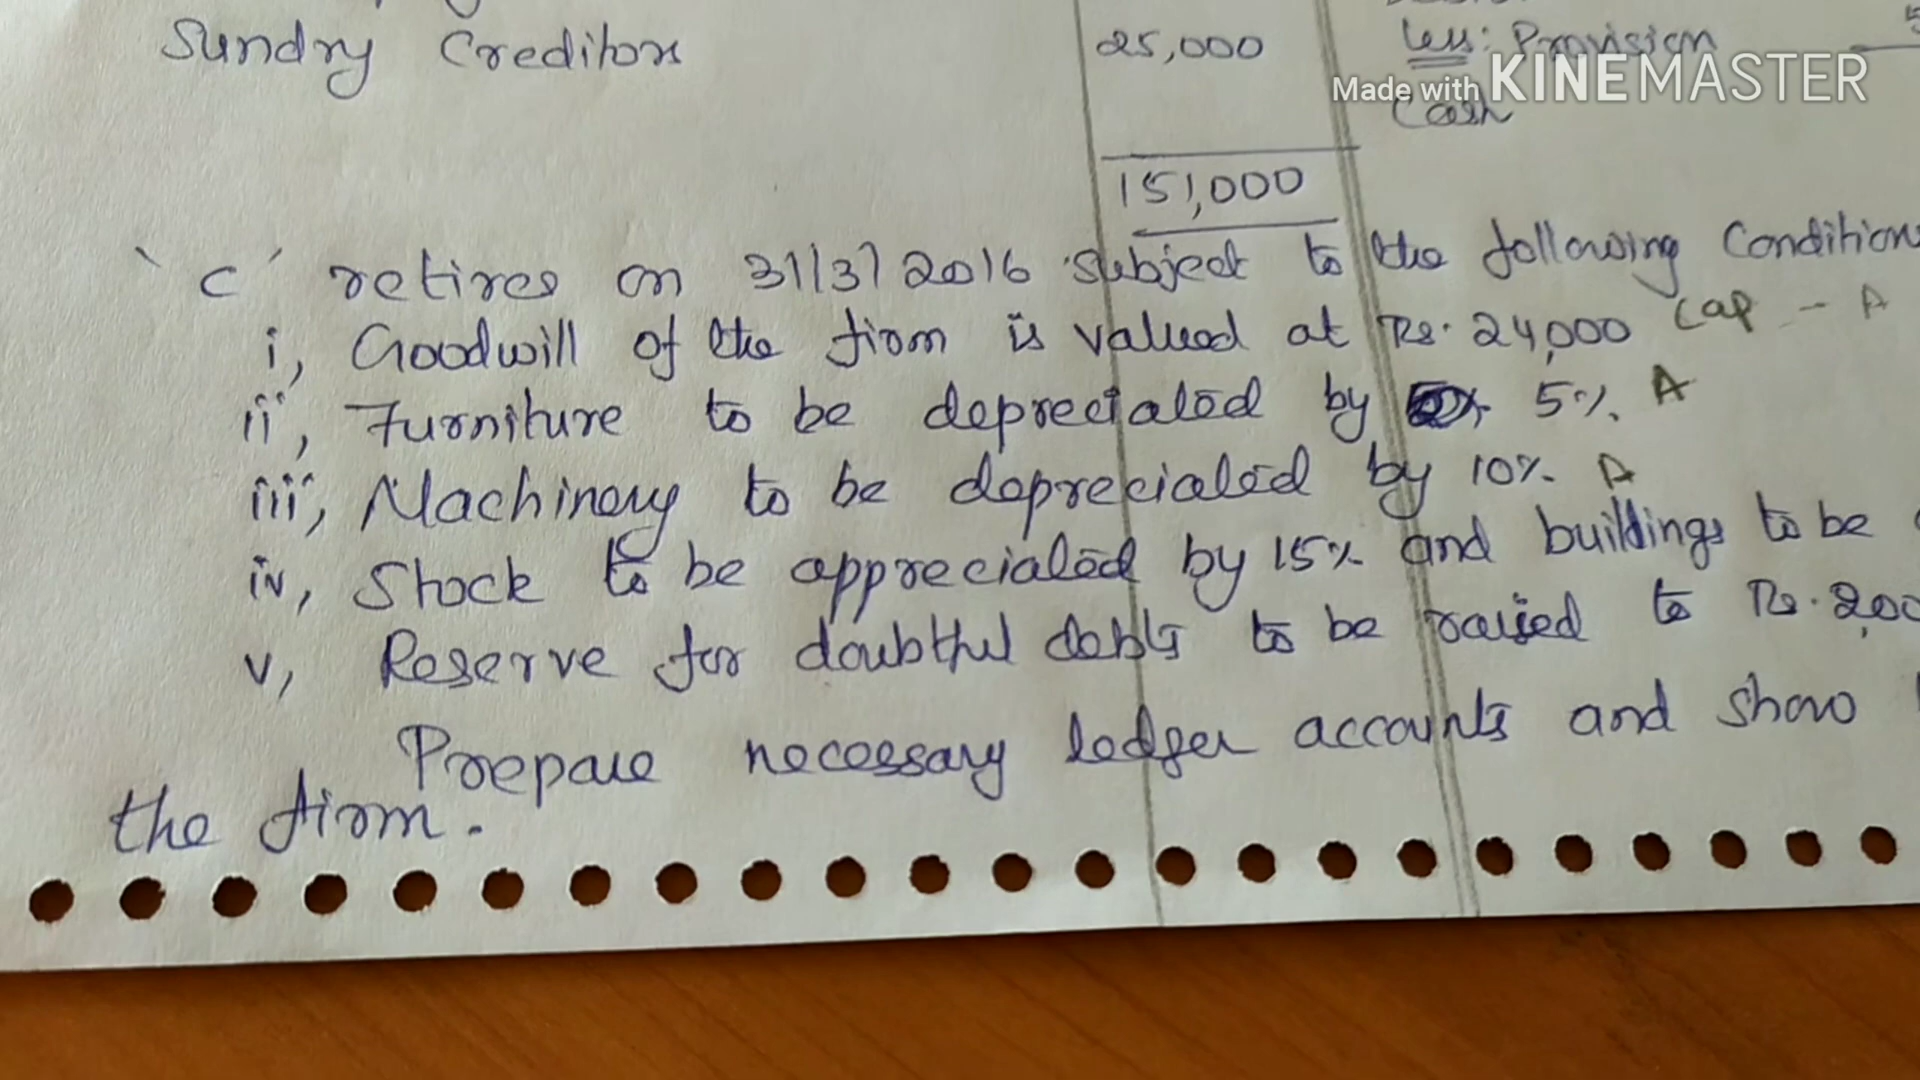 Sundry Creditors 25,000 Less: Provision
Made with KINEMASTER
Cash
151,000
'C' retires on 31/3/2016 subject to the following Condition
i, Goodwill of the firm is valued at Rs. 24,000 Cap - A
ii, Furniture to be depreciated by 5% A
iii, Machinery to be depreciated by 10% A
iv, Stock to be appreciated by 15% and buildings to be
v, Reserve for doubtful debts to be raised to Rs. 200
Prepare necessary ledger accounts and show
the firm.